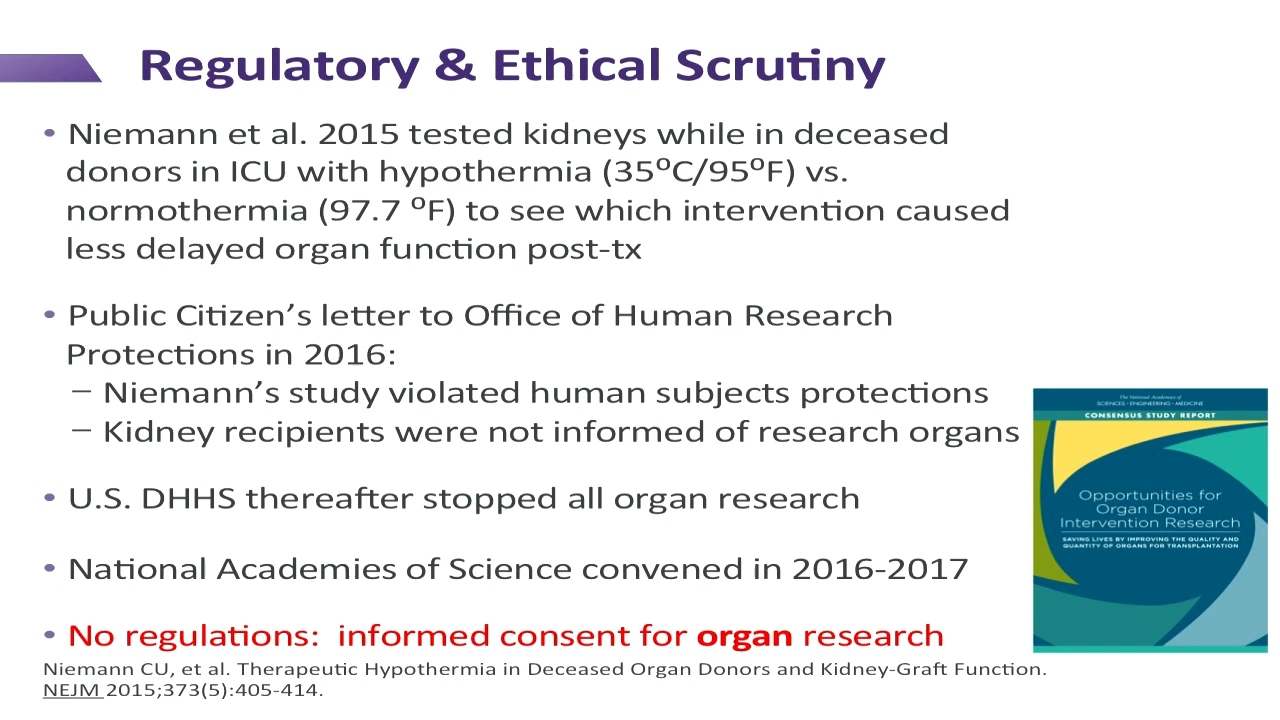 Regulatory & Ethical Scrutiny
• Niemann et al. 2015 tested kidneys while in deceased
donors in ICU with hypothermia (35⁰C/95⁰F) vs.
normothermia (97.7 ⁰F) to see which intervention caused
less delayed organ function post-tx
• Public Citizen’s letter to Office of Human Research
Protections in 2016:
– Niemann’s study violated human subjects protections
– Kidney recipients were not informed of research organs
• U.S. DHHS thereafter stopped all organ research
• National Academies of Science convened in 2016-2017
• No regulations:  informed consent for organ research
Niemann CU, et al. Therapeutic Hypothermia in Deceased Organ Donors and Kidney-Graft Function.
NEJM 2015;373(5):405-414.
The National Academies of
SCIENCES • ENGINEERING • MEDICINE
CONSENSUS STUDY REPORT
Opportunities for
Organ Donor
Intervention Research
SAVING LIVES BY IMPROVING THE QUALITY AND
QUANTITY OF ORGANS FOR TRANSPLANTATION